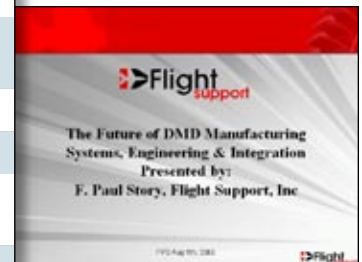 Flight
support
The Future of DMD Manufacturing
Systems, Engineering & Integration
Presented by:
F. Paul Story, Flight Support, Inc
Flight